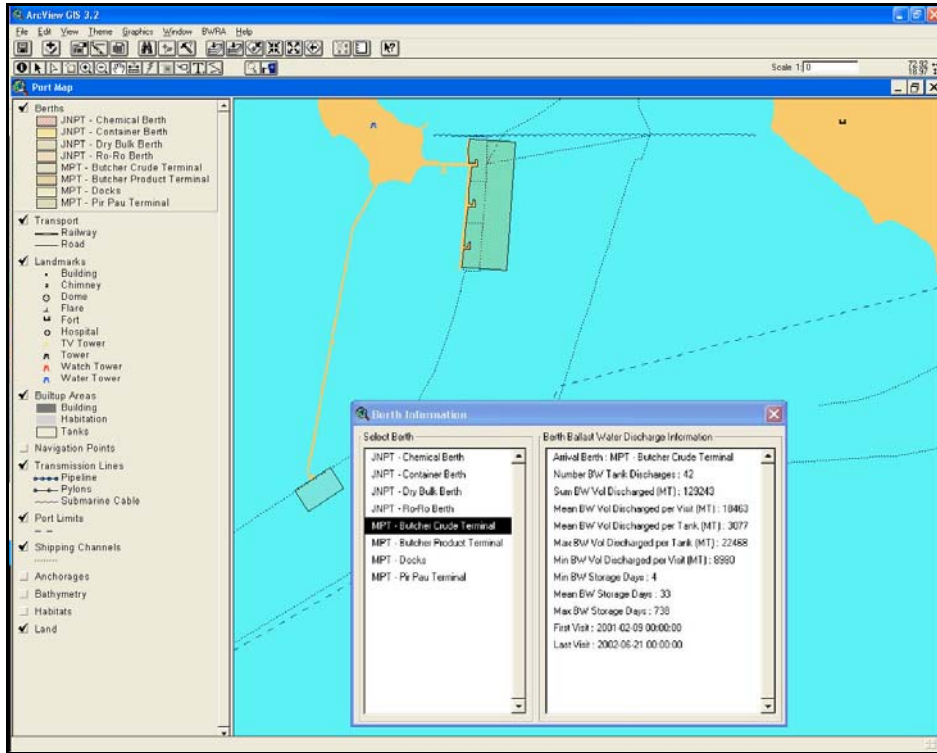 ArcView GIS 3.2
File Edit View Theme Graphics Window BWRA Help
Scale 1: 0
72.92
18.97
Port Map
Berths
JNPT - Chemical Berth
JNPT - Container Berth
JNPT - Dry Bulk Berth
JNPT - Ro-Ro Berth
MPT - Butcher Crude Terminal
MPT - Butcher Product Terminal
MPT - Docks
MPT - Pir Pau Terminal
Transport
Railway
Road
Landmarks
Building
Chimney
Dome
Flare
Fort
Hospital
TV Tower
Tower
Watch Tower
Water Tower
Builtup Areas
Building
Habitation
Tanks
Navigation Points
Transmission Lines
Pipeline
Pylons
Submarine Cable
Port Limits
Shipping Channels
Anchorages
Bathymetry
Habitats
Land
Berth Information
Select Berth
JNPT - Chemical Berth
JNPT - Container Berth
JNPT - Dry Bulk Berth
JNPT - Ro-Ro Berth
MPT - Butcher Crude Terminal
MPT - Butcher Product Terminal
MPT - Docks
MPT - Pir Pau Terminal
Berth Ballast Water Discharge Information
Arrival Berth : MPT - Butcher Crude Terminal
Number BW Tank Discharges : 42
Sum BW Vol Discharged (MT) : 129243
Mean BW Vol Discharged per Visit (MT) : 18463
Mean BW Vol Discharged per Tank (MT) : 3077
Max BW Vol Discharged per Tank (MT) : 22488
Min BW Vol Discharged per Visit (MT) : 8980
Min BW Storage Days : 4
Mean BW Storage Days : 33
Max BW Storage Days : 738
First Visit : 2001-02-09 00:00:00
Last Visit : 2002-06-21 00:00:00